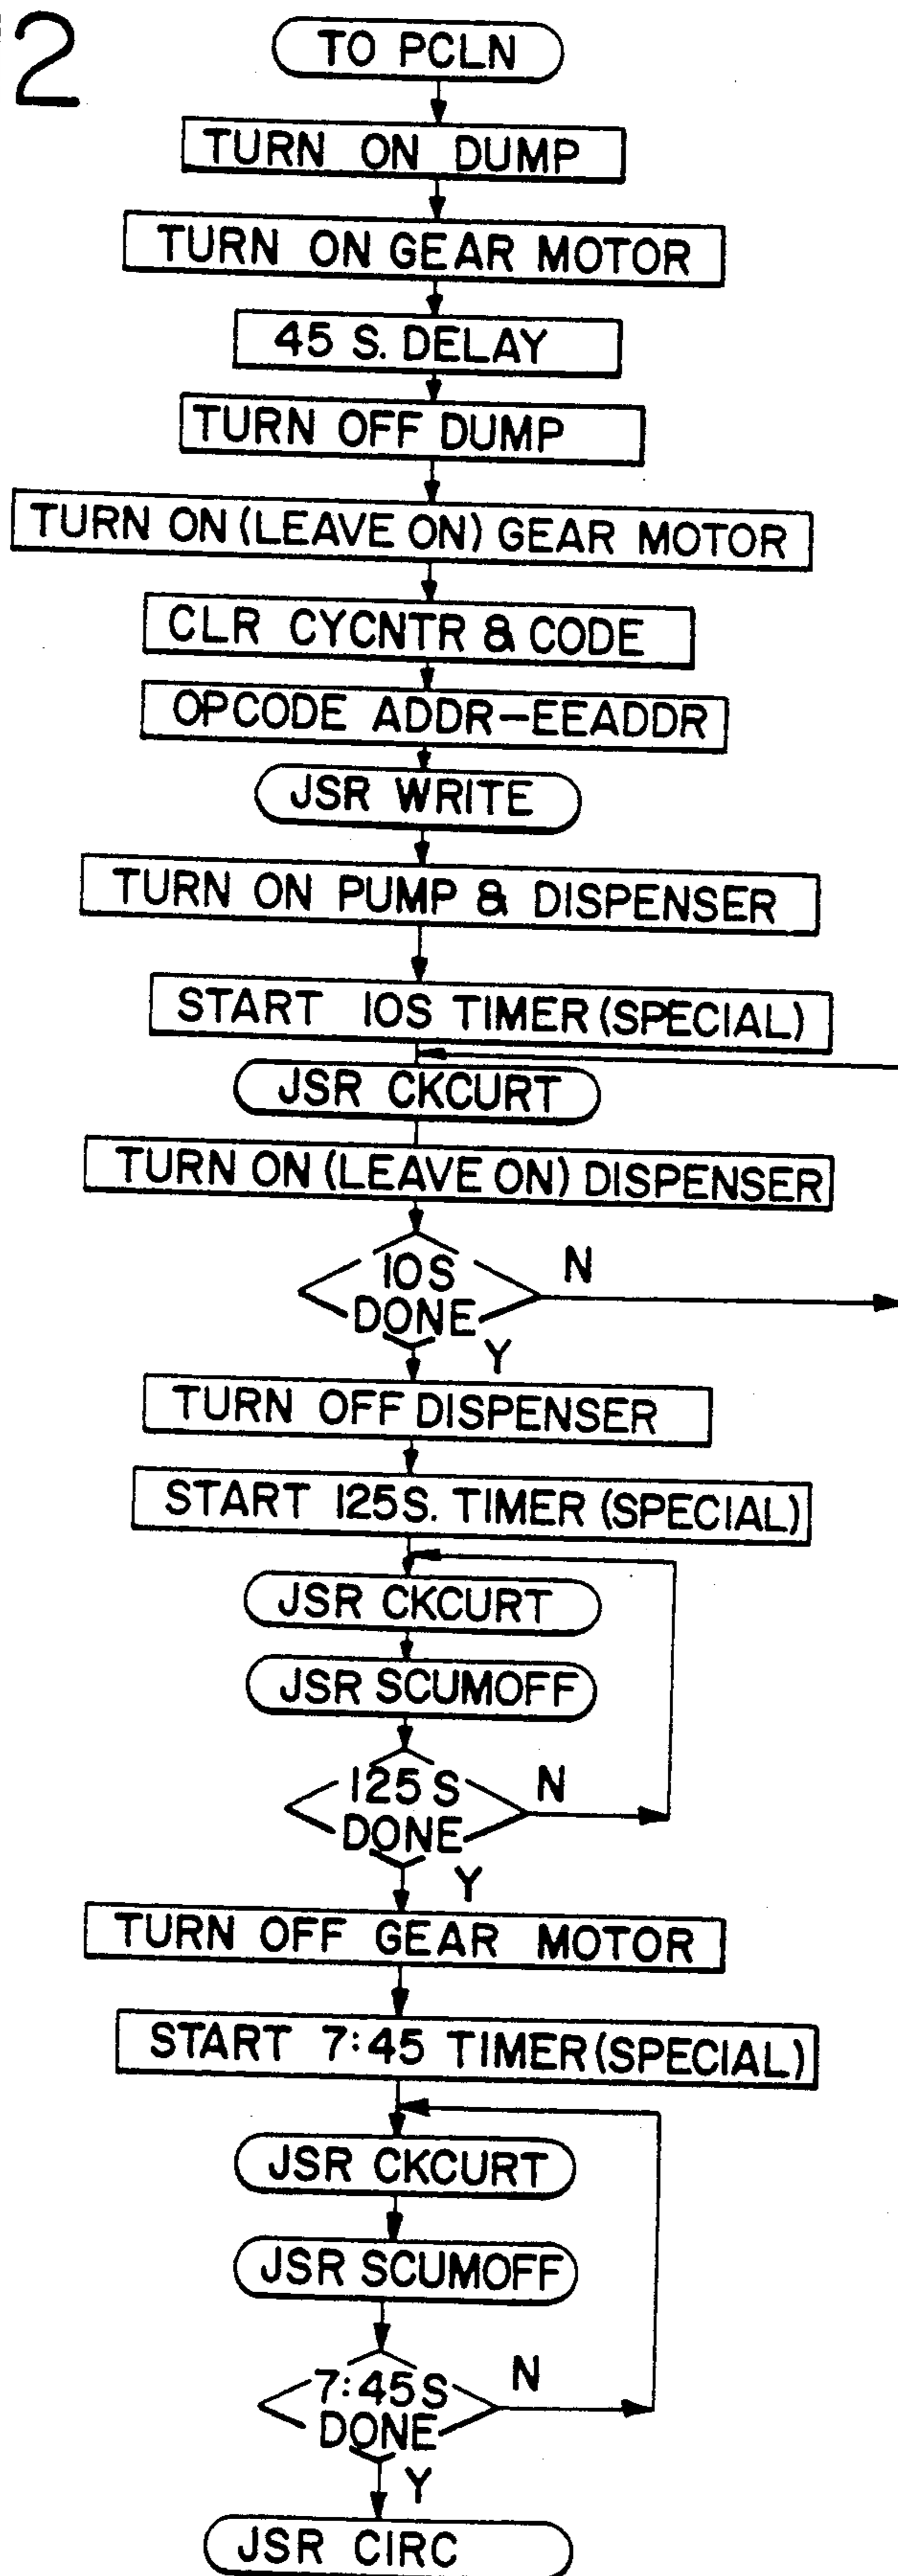 2
TO PCLN
TURN ON DUMP
TURN ON GEAR MOTOR
45 S. DELAY
TURN OFF DUMP
TURN ON (LEAVE ON) GEAR MOTOR
CLR CYCNTR & CODE
OPCODE ADDR-EEADDR
JSR WRITE
TURN ON PUMP & DISPENSER
START 10S TIMER (SPECIAL)
JSR CKCURT
TURN ON (LEAVE ON) DISPENSER
10S
DONE
N
Y
TURN OFF DISPENSER
START 125S. TIMER (SPECIAL)
JSR CKCURT
JSR SCUMOFF
125S
DONE
N
Y
TURN OFF GEAR MOTOR
START 7:45 TIMER (SPECIAL)
JSR CKCURT
JSR SCUMOFF
7:45S
DONE
N
Y
JSR CIRC